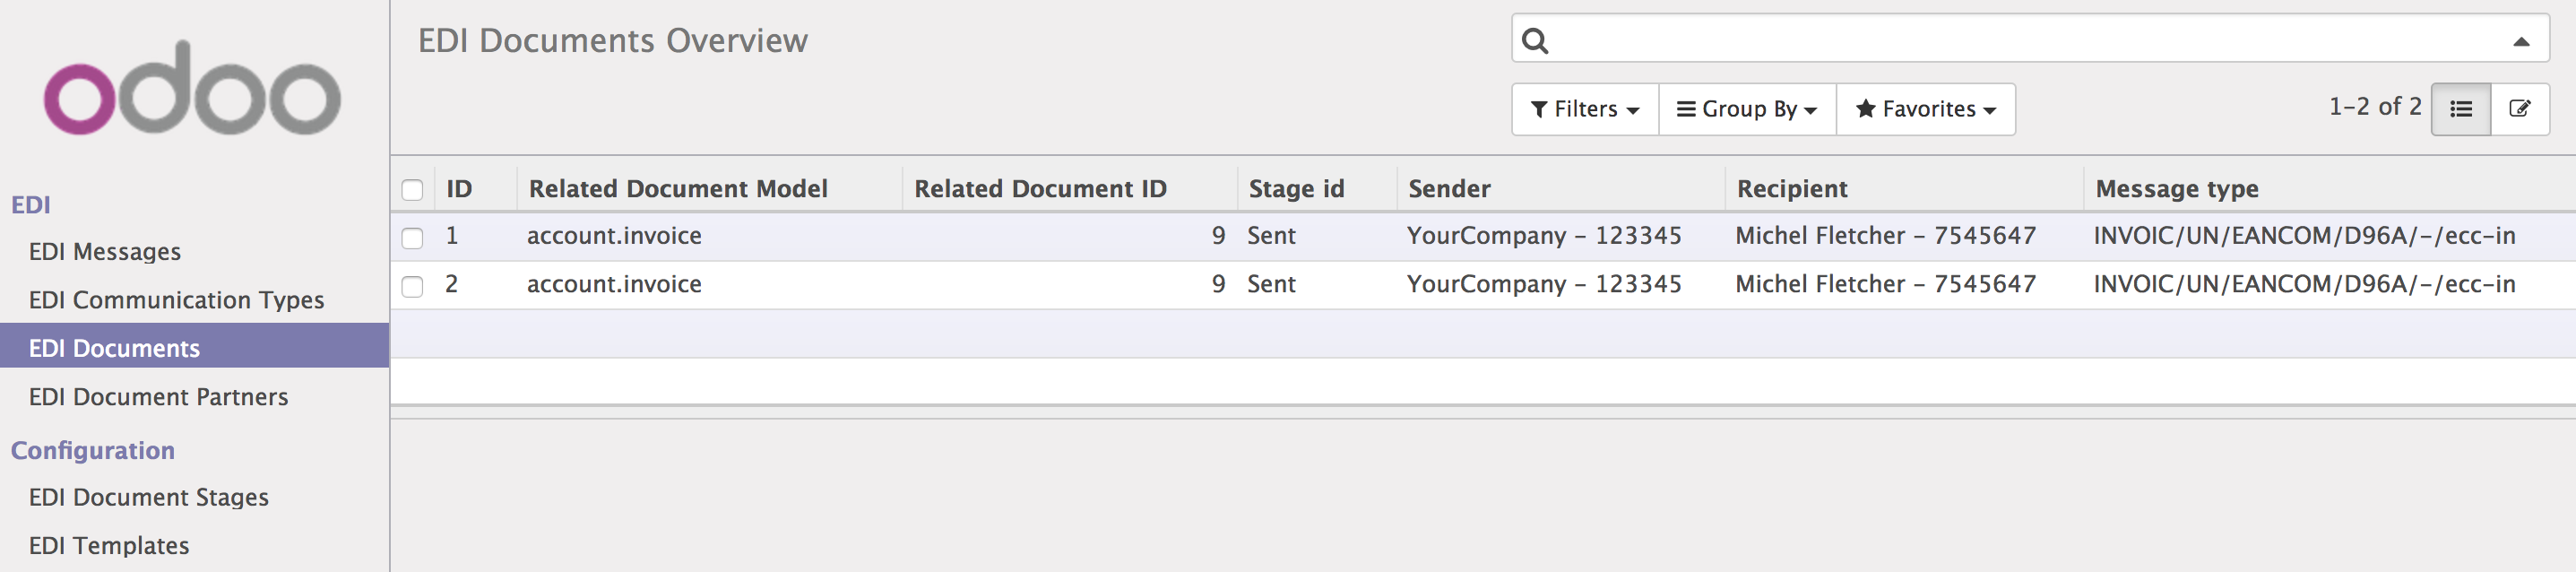 odoo
EDI
EDI Messages
EDI Communication Types
EDI Documents
EDI Document Partners
Configuration
EDI Document Stages
EDI Templates
EDI Documents Overview
Filters Group By Favorites
1-2 of 2
ID Related Document Model Related Document ID Stage id Sender Recipient Message type
1 account.invoice 9 Sent YourCompany - 123345 Michel Fletcher - 7545647 INVOIC/UN/EANCOM/D96A/-/ecc-in
2 account.invoice 9 Sent YourCompany - 123345 Michel Fletcher - 7545647 INVOIC/UN/EANCOM/D96A/-/ecc-in